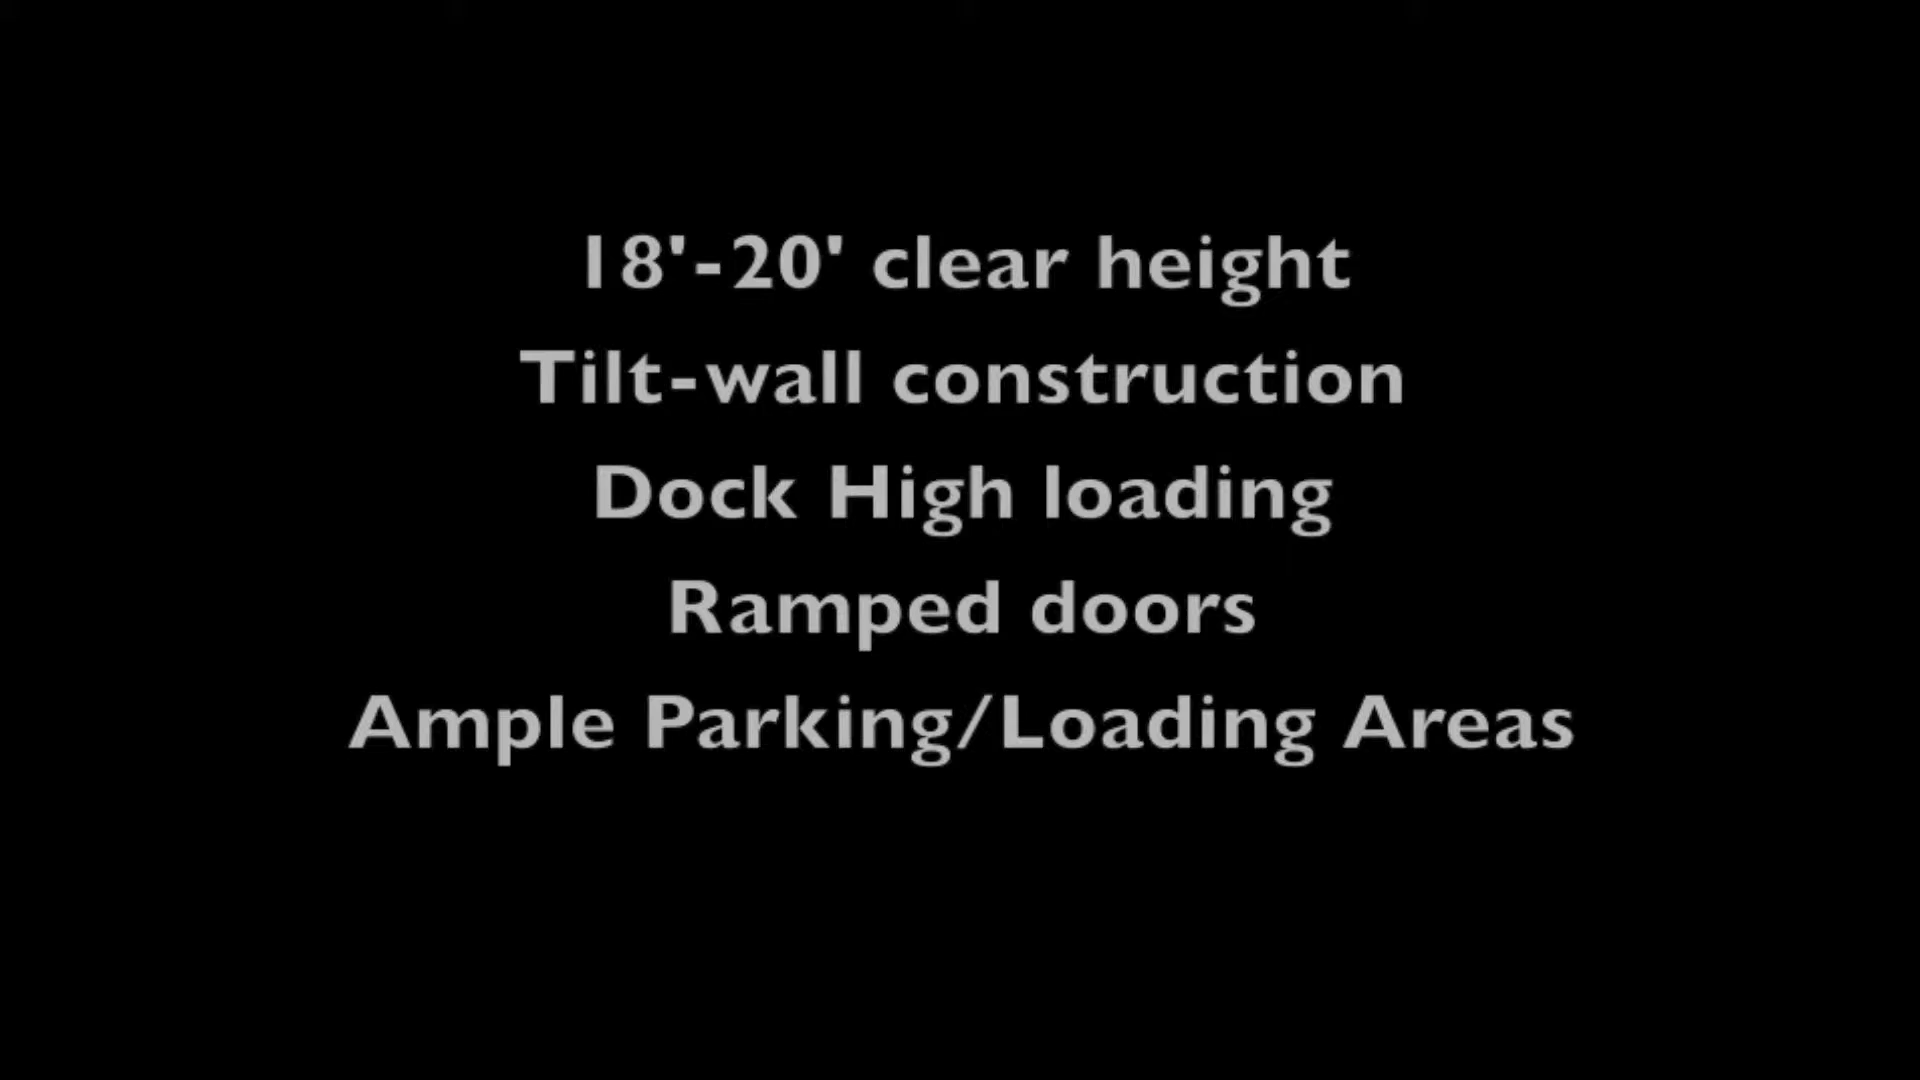 18'-20' clear height
Tilt-wall construction
Dock High loading
Ramped doors
Ample Parking/Loading Areas